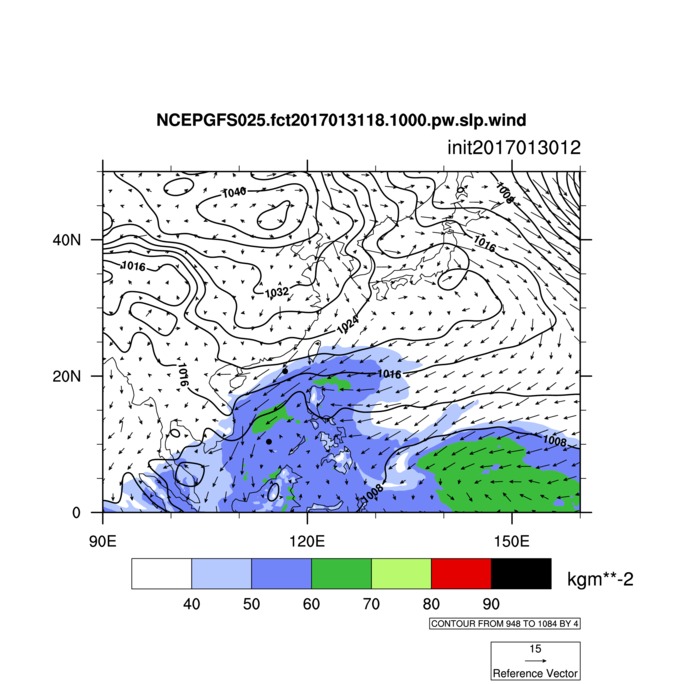 NCEPGFS025.fct2017013118.1000.pw.slp.wind
init2017013012
1040
1008
40N
1016
1016
1032
1024
1016
1016
20N
1008
1008
0
90E
120E
150E
kgm**-2
40
50
60
70
80
90
CONTOUR FROM 948 TO 1084 BY 4
15
Reference Vector